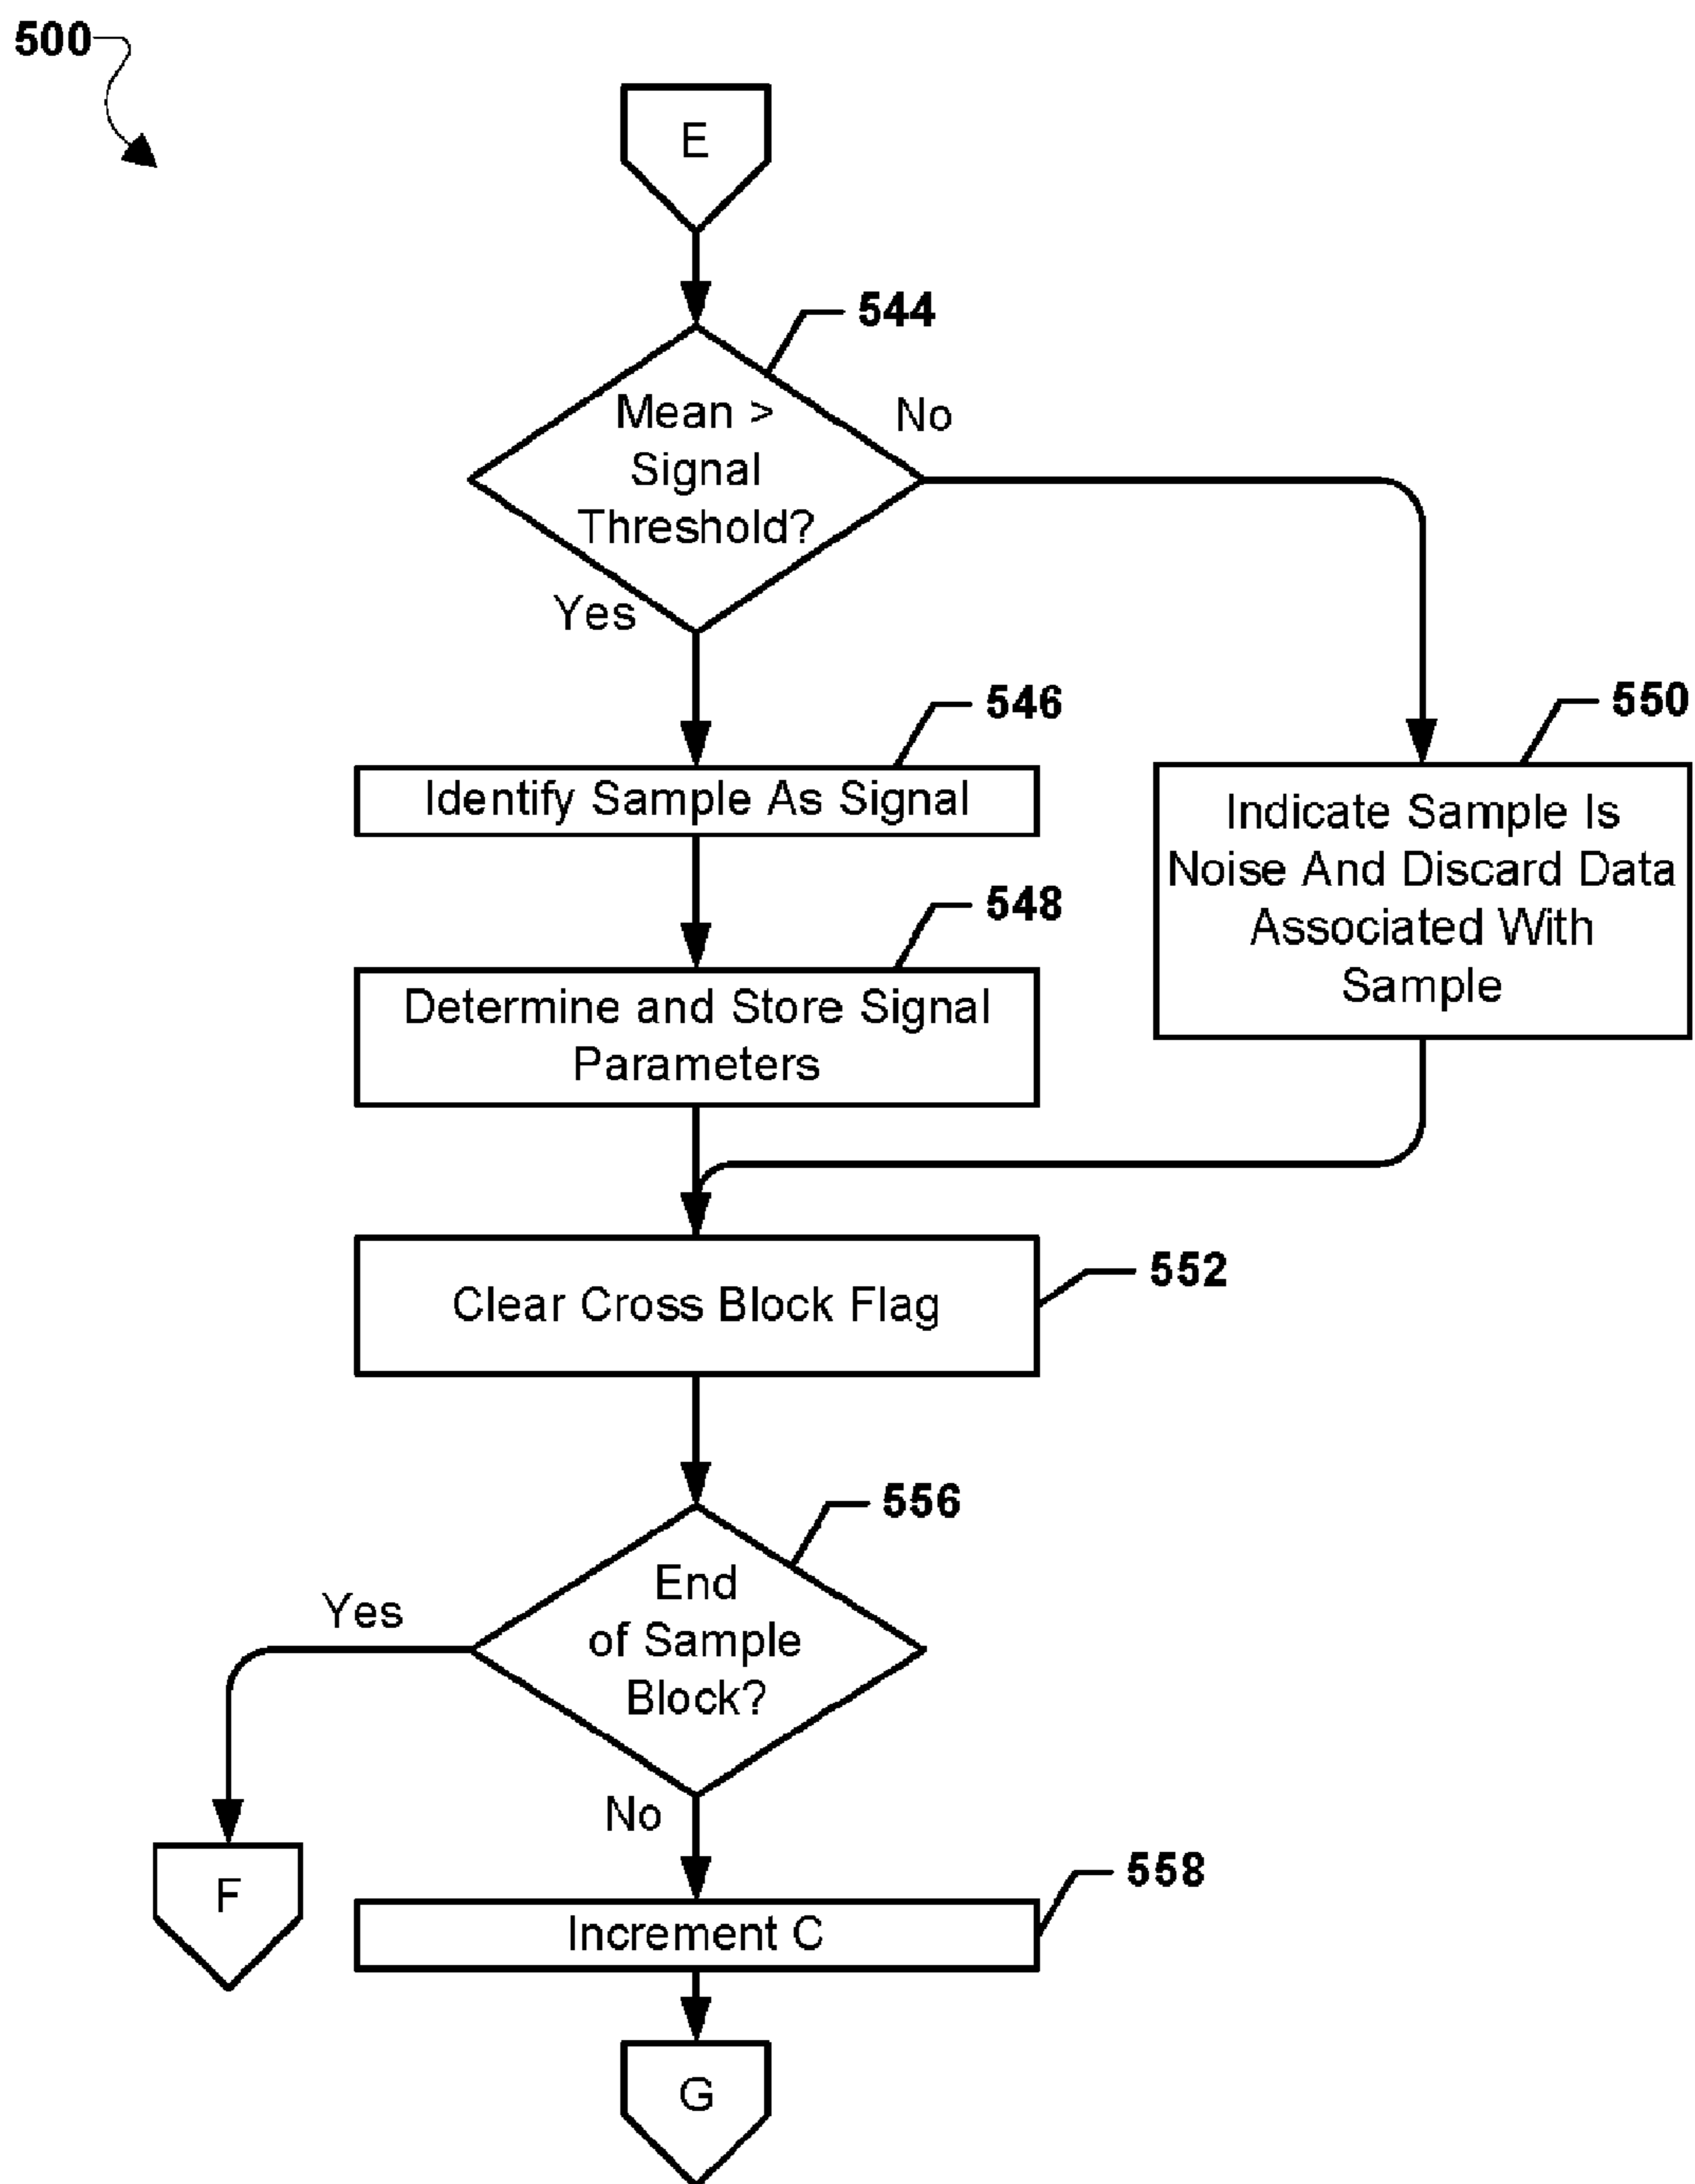 500
E
544
Mean >
Signal
Threshold?
No
Yes
546
Identify Sample As Signal
550
Indicate Sample Is
Noise And Discard Data
Associated With
Sample
548
Determine and Store Signal
Parameters
552
Clear Cross Block Flag
556
End
of Sample
Block?
Yes
No
F
558
Increment C
G